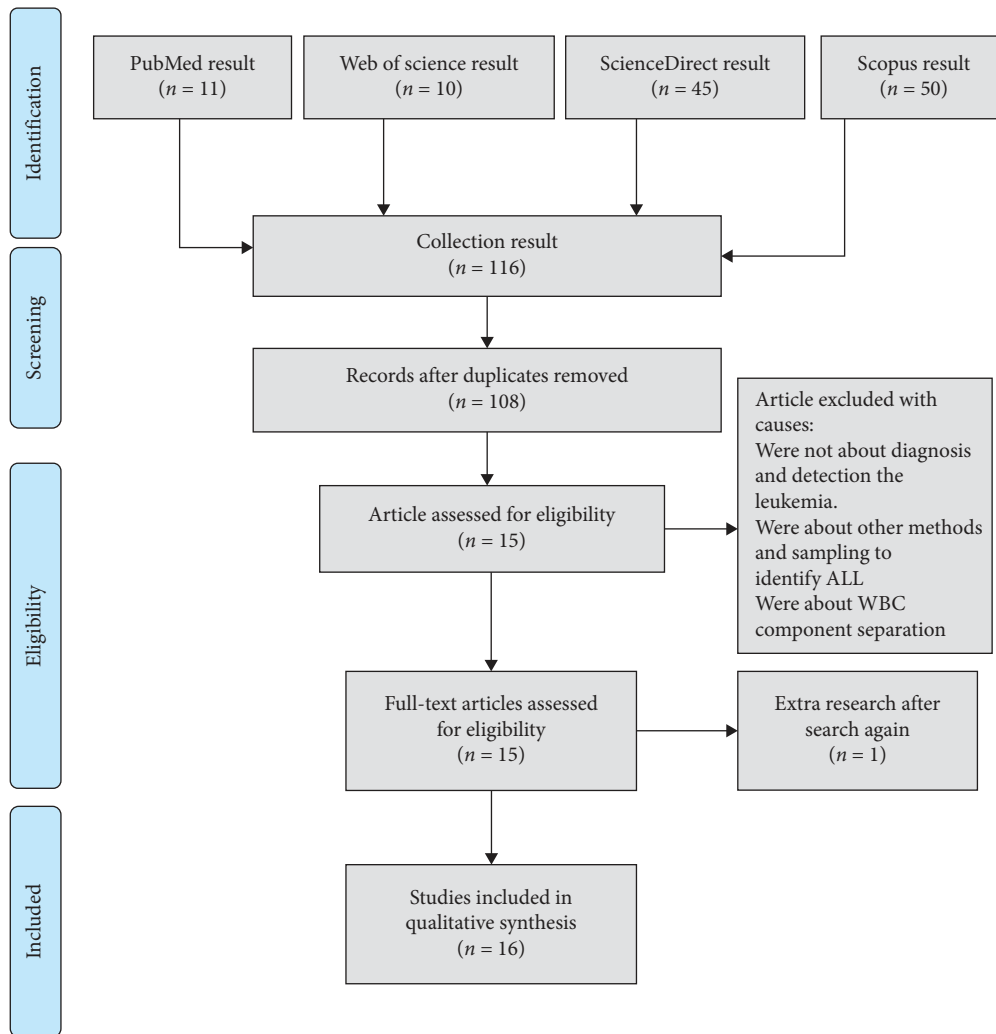 Identification
PubMed result
(n = 11)
Web of science result
(n = 10)
ScienceDirect result
(n = 45)
Scopus result
(n = 50)
Collection result
(n = 116)
Screening
Records after duplicates removed
(n = 108)
Eligibility
Article assessed for eligibility
(n = 15)
Article excluded with
causes:
Were not about diagnosis
and detection the
leukemia.
Were about other methods
and sampling to
identify ALL
Were about WBC
component separation
Full-text articles assessed
for eligibility
(n = 15)
Extra research after
search again
(n = 1)
Included
Studies included in
qualitative synthesis
(n = 16)